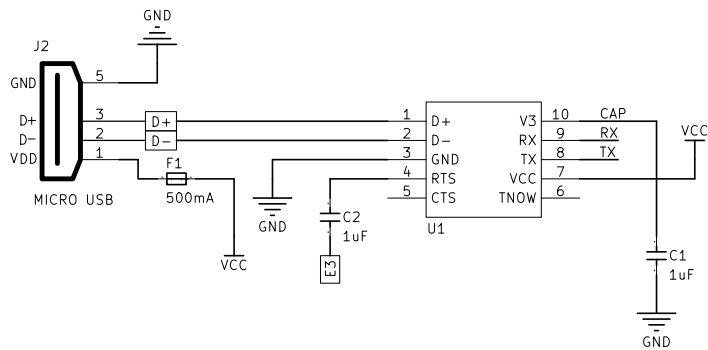 GND
J2
GND 5
D+ 3 D+
D- 2 D-
VDD 1
F1
500mA
MICRO USB
VCC
GND
1 D+
2 D-
3 GND
4 RTS
5 CTS
V3 10 CAP
RX 9 RX
TX 8 TX
VCC 7
TNOW 6
U1
VCC
C2
1uF
E3
C1
1uF
GND